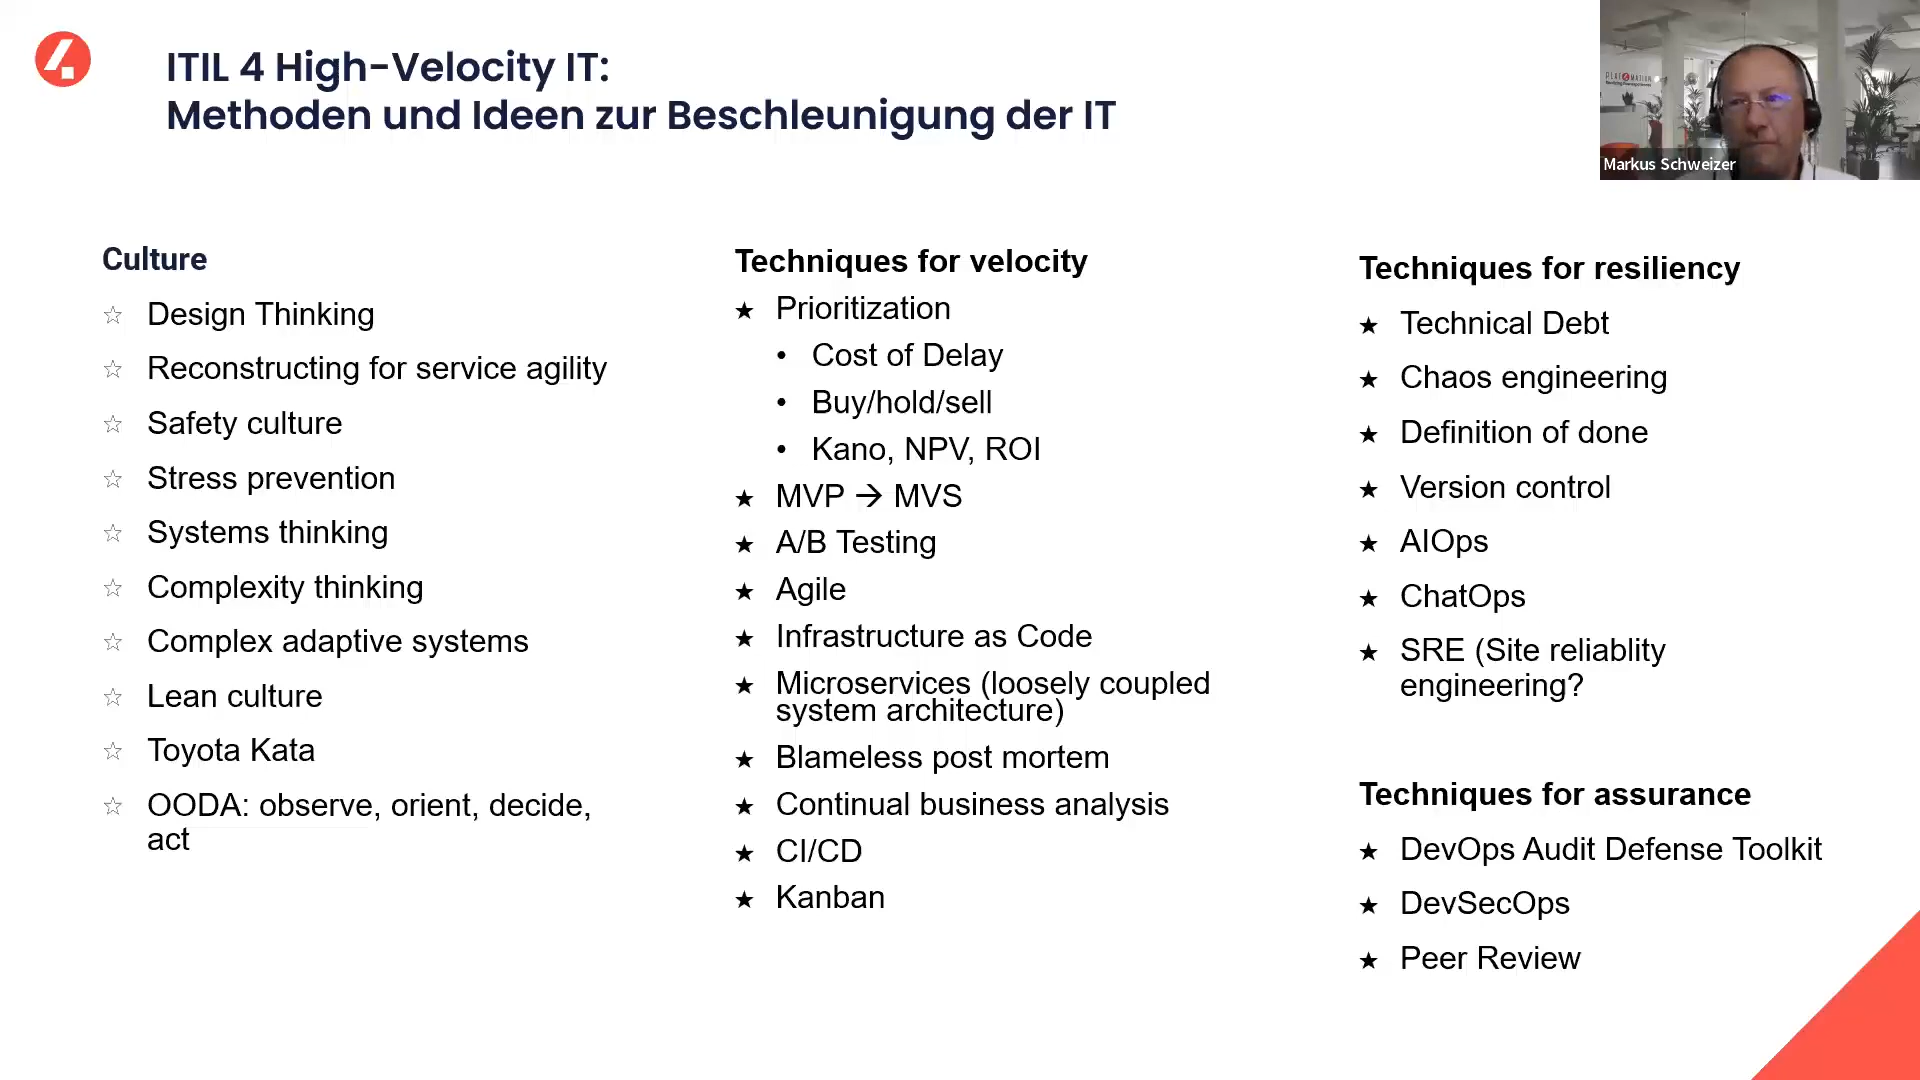 ITIL 4 High-Velocity IT:
Methoden und Ideen zur Beschleunigung der IT
Markus Schweizer
Culture
☆ Design Thinking
☆ Reconstructing for service agility
☆ Safety culture
☆ Stress prevention
☆ Systems thinking
☆ Complexity thinking
☆ Complex adaptive systems
☆ Lean culture
☆ Toyota Kata
☆ OODA: observe, orient, decide,
act
Techniques for velocity
★ Prioritization
• Cost of Delay
• Buy/hold/sell
• Kano, NPV, ROI
★ MVP → MVS
★ A/B Testing
★ Agile
★ Infrastructure as Code
★ Microservices (loosely coupled
system architecture)
★ Blameless post mortem
★ Continual business analysis
★ CI/CD
★ Kanban
Techniques for resiliency
★ Technical Debt
★ Chaos engineering
★ Definition of done
★ Version control
★ AIOps
★ ChatOps
★ SRE (Site reliablity
engineering?
Techniques for assurance
★ DevOps Audit Defense Toolkit
★ DevSecOps
★ Peer Review